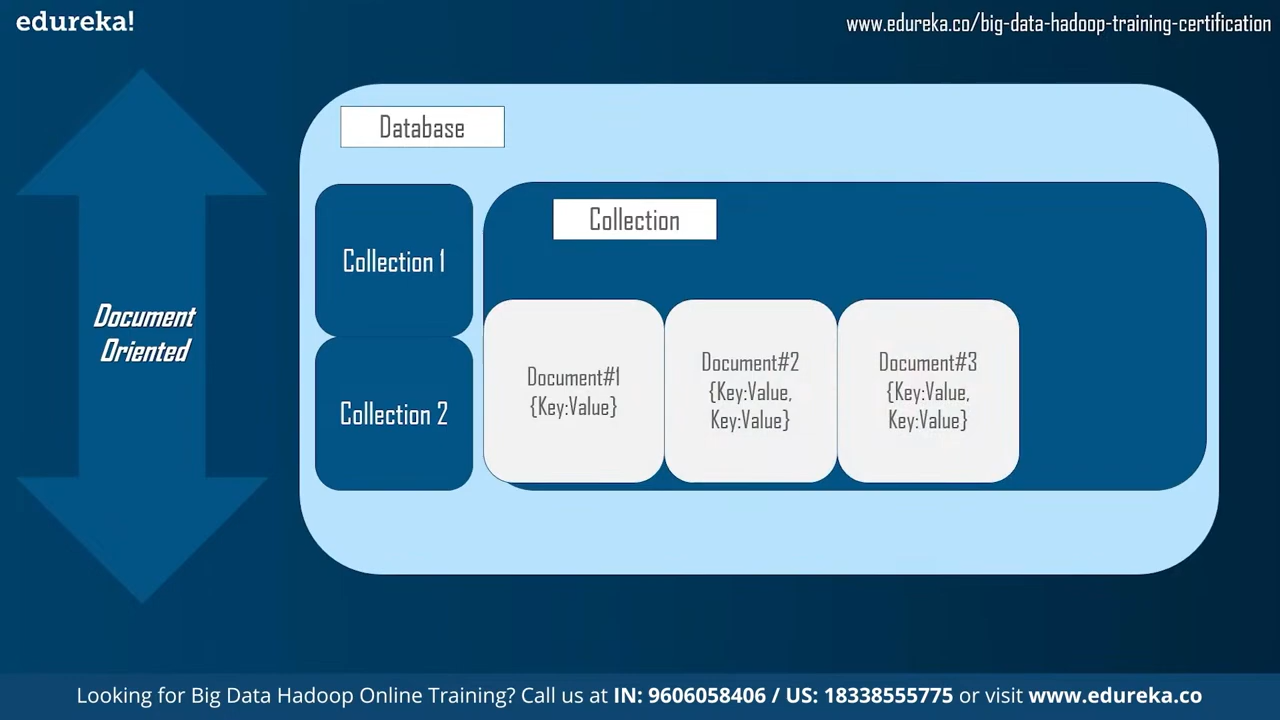 edureka!
www.edureka.co/big-data-hadoop-training-certification
Database
Collection
Collection 1
Collection 2
Document
Oriented
Document#1
{Key:Value}
Document#2
{Key:Value,
Key:Value}
Document#3
{Key:Value,
Key:Value}
Looking for Big Data Hadoop Online Training? Call us at IN: 9606058406 / US: 18338555775 or visit www.edureka.co